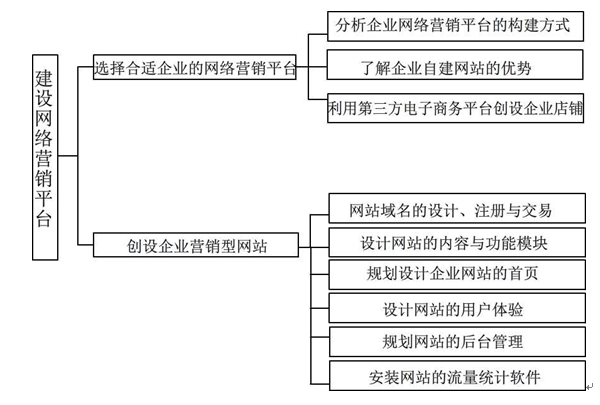 建设网络营销平台
选择合适企业的网络营销平台
分析企业网络营销平台的构建方式
了解企业自建网站的优势
利用第三方电子商务平台创设企业店铺
创设企业营销型网站
网站域名的设计、注册与交易
设计网站的内容与功能模块
规划设计企业网站的首页
设计网站的用户体验
规划网站的后台管理
安装网站的流量统计软件